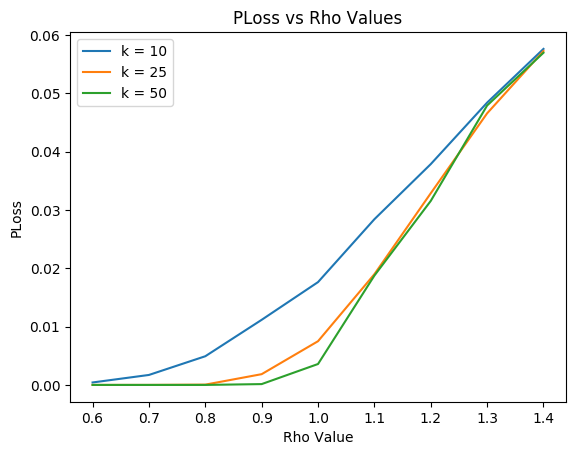 PLoss vs Rho Values
k = 10
k = 25
k = 50
0.06
0.05
0.04
0.03
0.02
0.01
0.00
PLoss
0.6 0.7 0.8 0.9 1.0 1.1 1.2 1.3 1.4
Rho Value